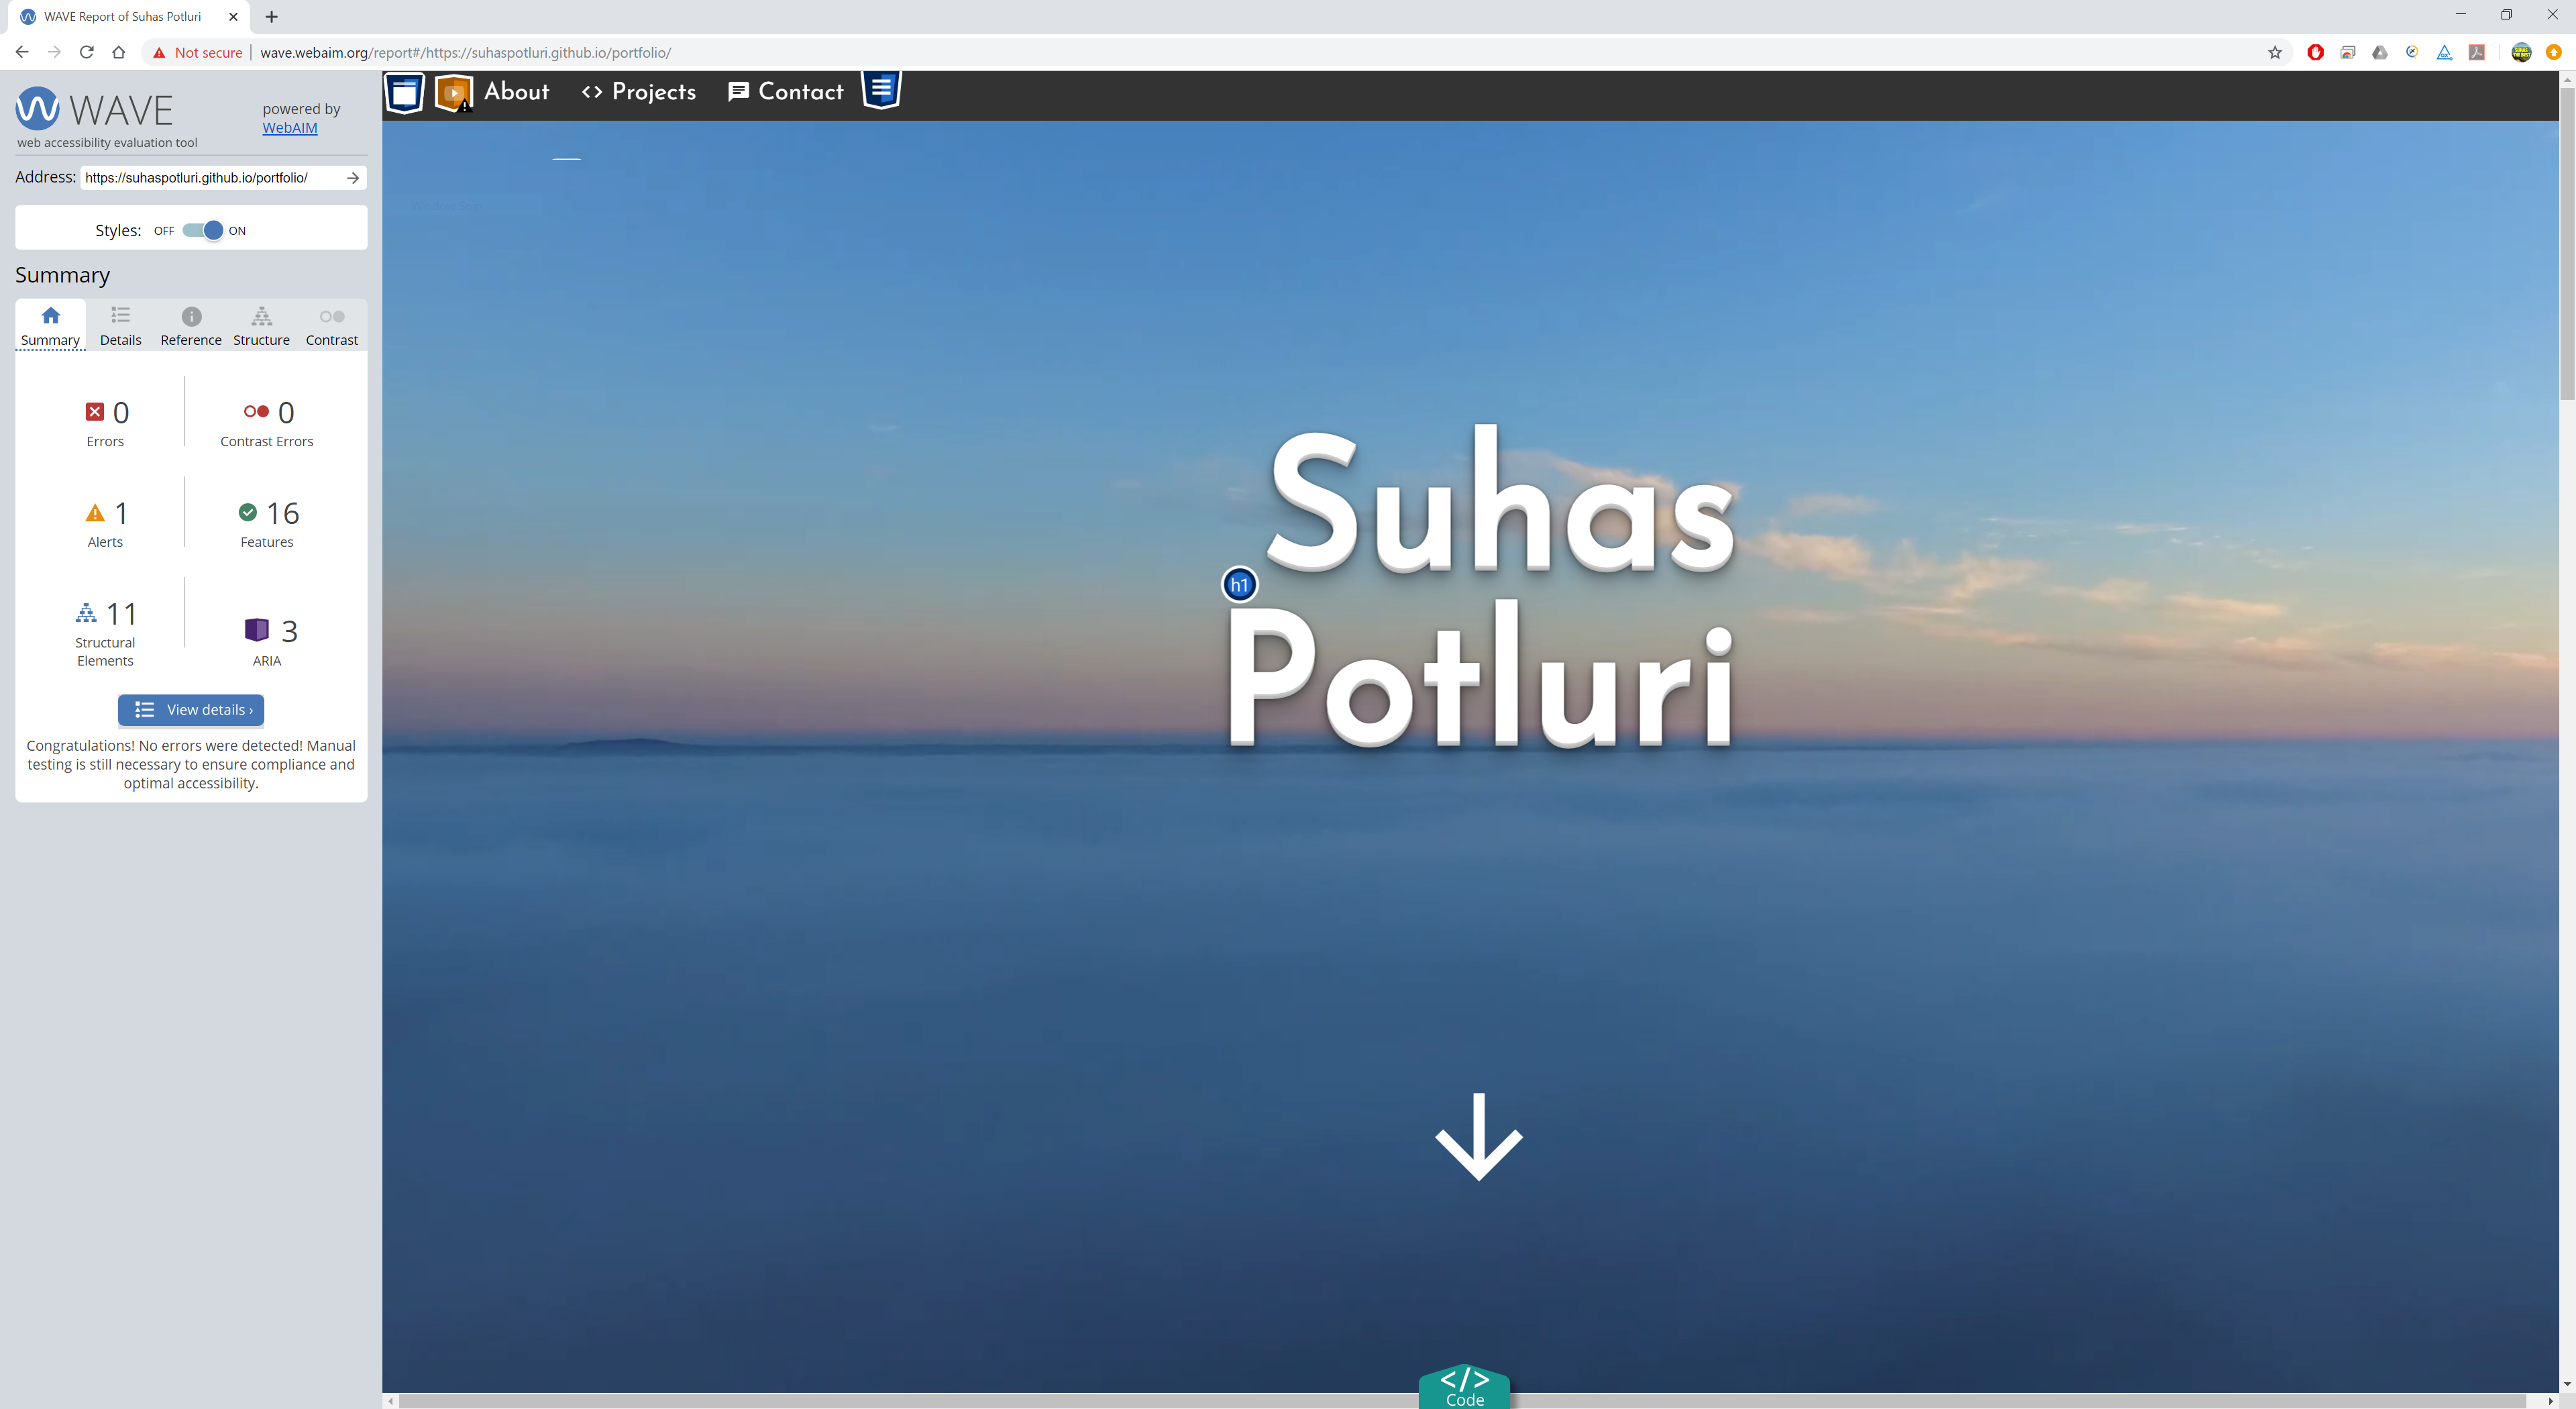 WAVE Report of Suhas Potluri
Not secure
wave.webaim.org/report#/https://suhaspotluri.github.io/portfolio/
WAVE
powered by
WebAIM
web accessibility evaluation tool
Address: https://suhaspotluri.github.io/portfolio/
Styles: OFF ON
Summary
Summary Details Reference Structure Contrast
0 0
Errors Contrast Errors
1 16
Alerts Features
11 3
Structural
Elements
ARIA
View details ›
Congratulations! No errors were detected! Manual
testing is still necessary to ensure compliance and
optimal accessibility.
About <> Projects Contact
Suhas
h1
Potluri
</>
Code